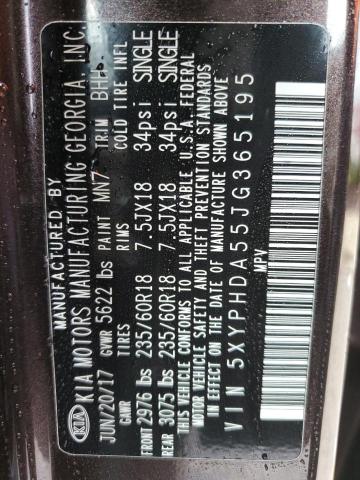 MANUFACTURED BY
KIA KIA MOTORS MANUFACTURING GEORGIA, INC.
JUN/20/17 GVWR 5622 lbs PAINT MN7 TRIM BHH
GAWR TIRES RIMS COLD TIRE INFL
FRONT 2976 lbs 235/60R18 7.5JX18 34psi SINGLE
REAR 3075 lbs 235/60R18 7.5JX18 34psi SINGLE
THIS VEHICLE CONFORMS TO ALL APPLICABLE U.S.A. FEDERAL
MOTOR VEHICLE SAFETY AND THEFT PREVENTION STANDARDS
IN EFFECT ON THE DATE OF MANUFACTURE SHOWN ABOVE
VIN 5XYPHDA55JG365195
MPV